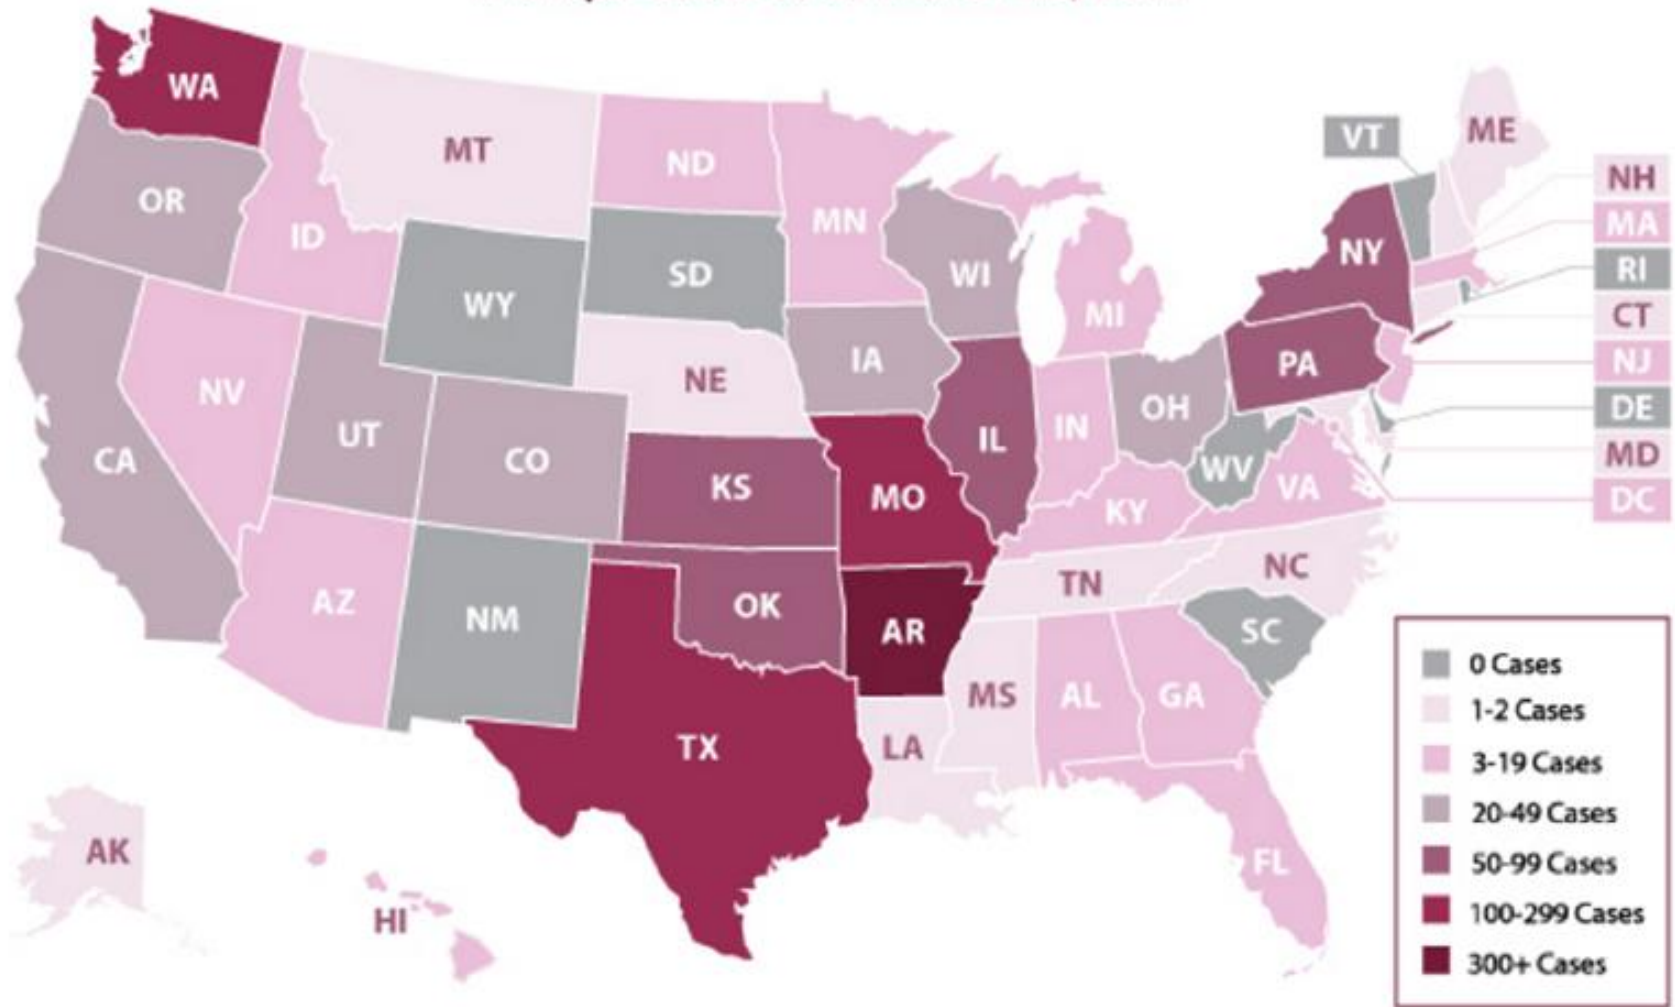 WA
MT
ND
VT
ME
OR
ID
MN
NH
MA
NY
RI
SD
WI
WY
MI
CT
NJ
IA
PA
NE
NV
OH
DE
UT
IN
CA
CO
IL
MD
WV
KS
MO
VA
DC
KY
NC
TN
AZ
OK
NM
AR
SC
MS
AL
GA
TX
LA
AK
FL
HI
0 Cases
1-2 Cases
3-19 Cases
20-49 Cases
50-99 Cases
100-299 Cases
300+ Cases